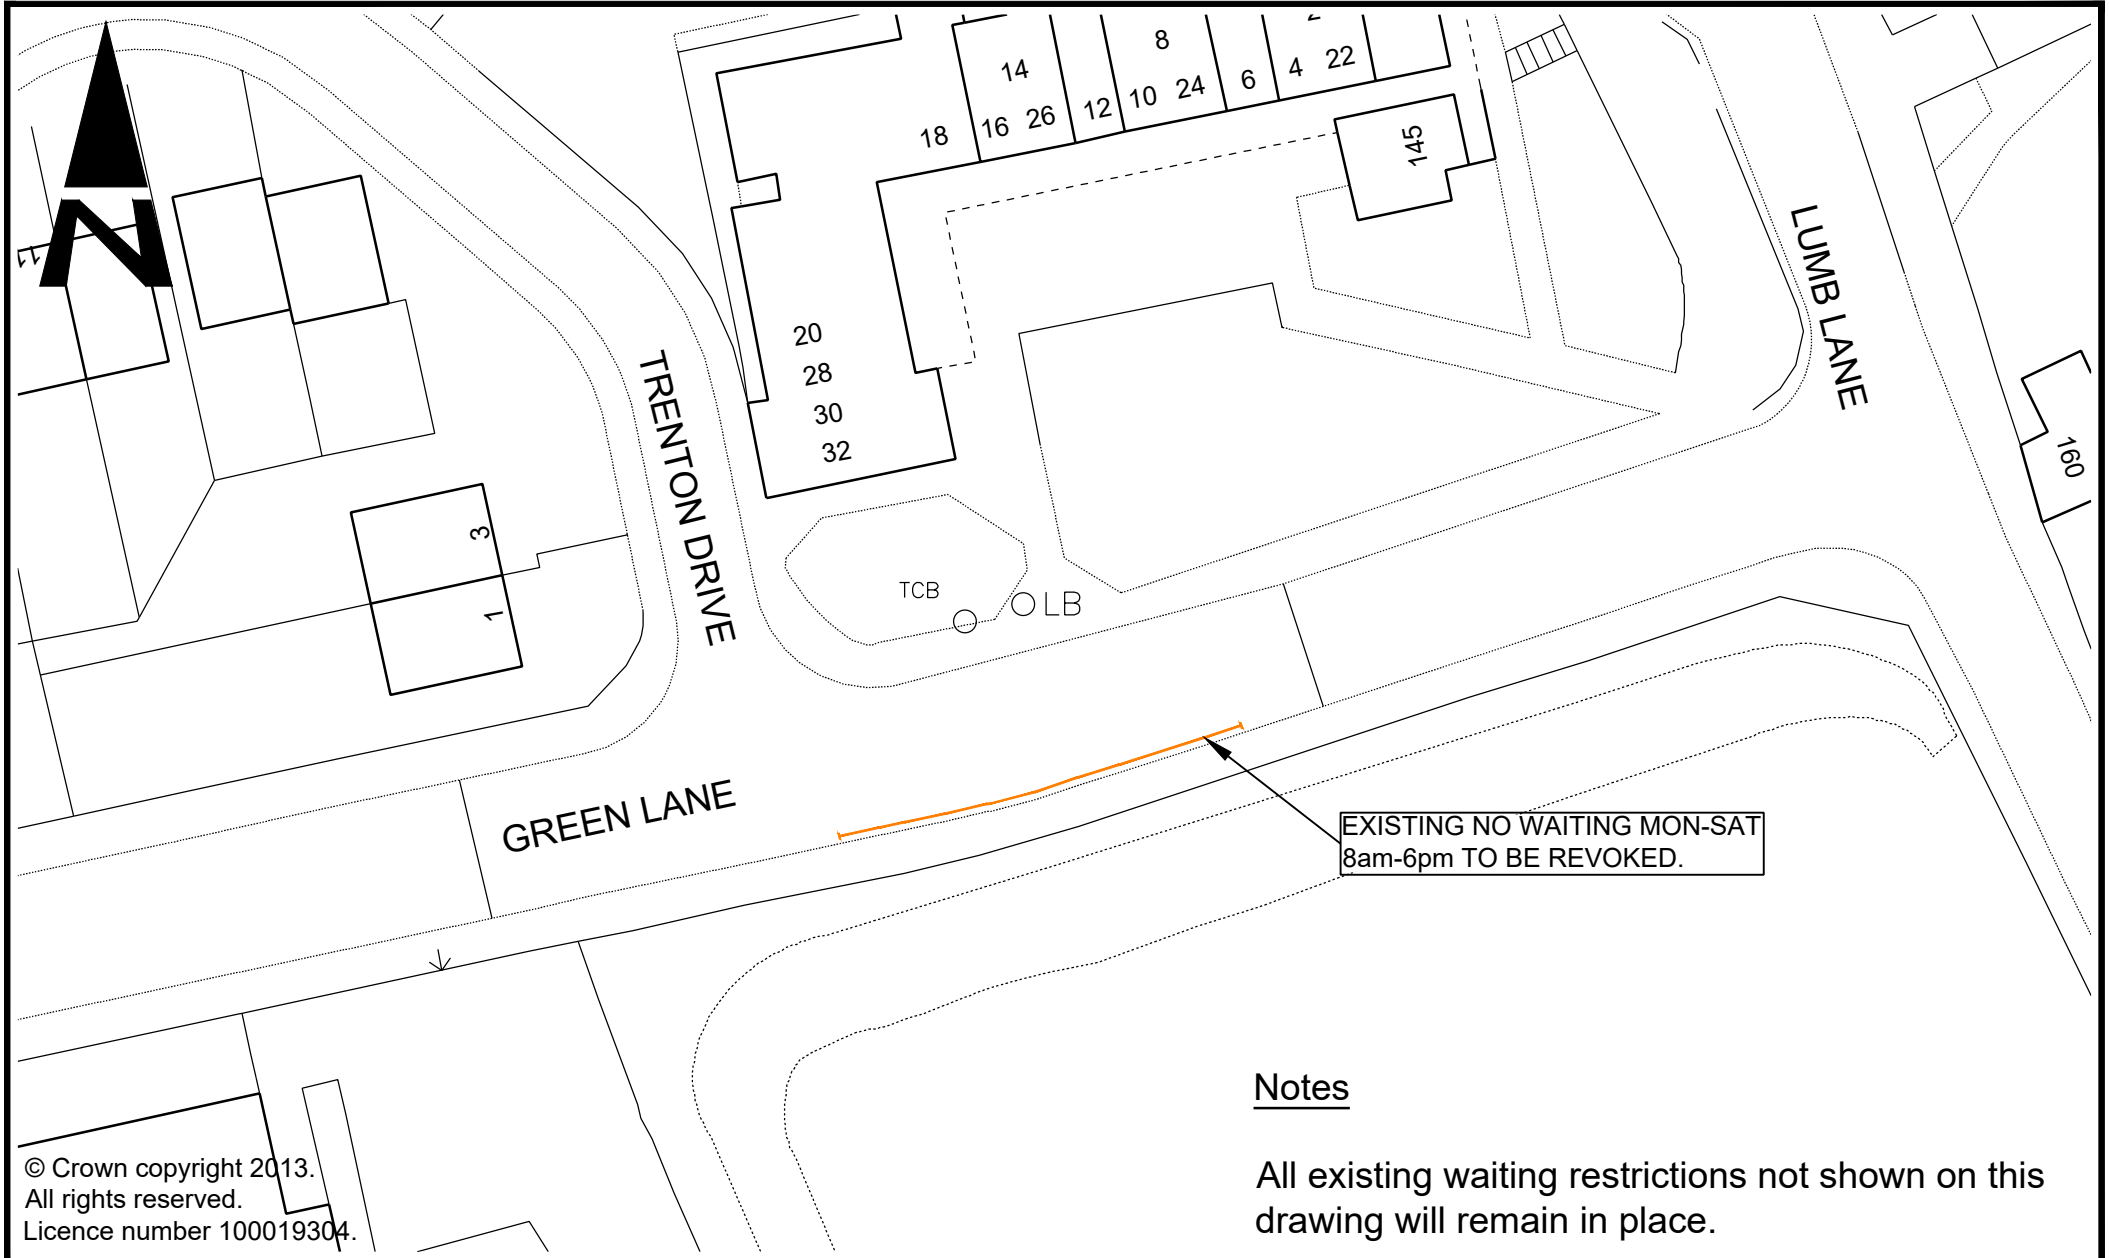 N
14
8
2
18
16 26
12
10 24
6
4 22
145
LUMB LANE
11
20
28
30
32
TRENTON DRIVE
160
3
1
TCB
LB
GREEN LANE
EXISTING NO WAITING MON-SAT
8am-6pm TO BE REVOKED.
Notes
All existing waiting restrictions not shown on this
drawing will remain in place.
© Crown copyright 2013.
All rights reserved.
Licence number 100019304.